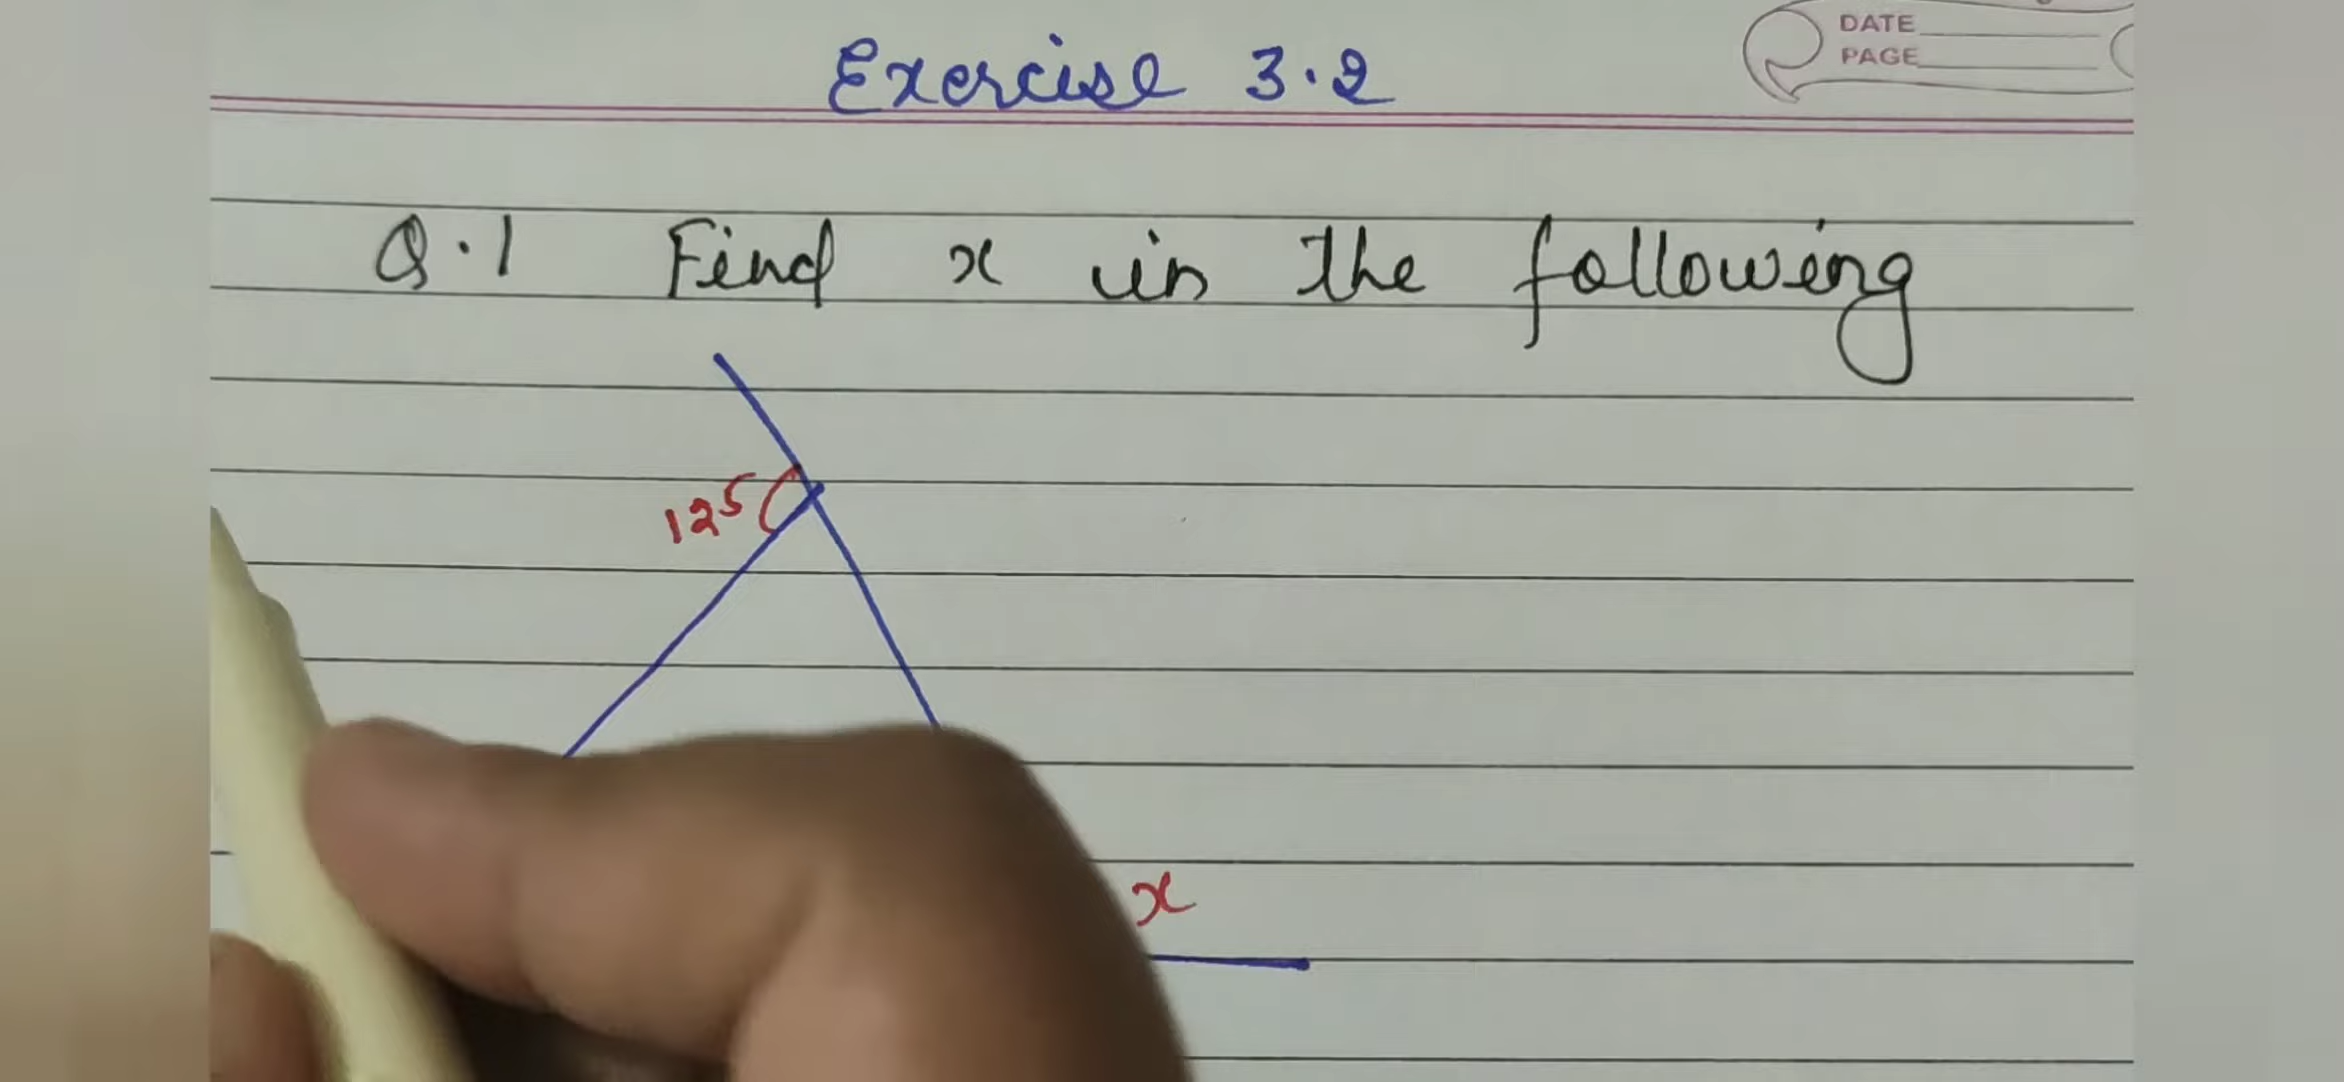 DATE
PAGE
Exercise 3.2
Q.1 Find x in the following
125
x